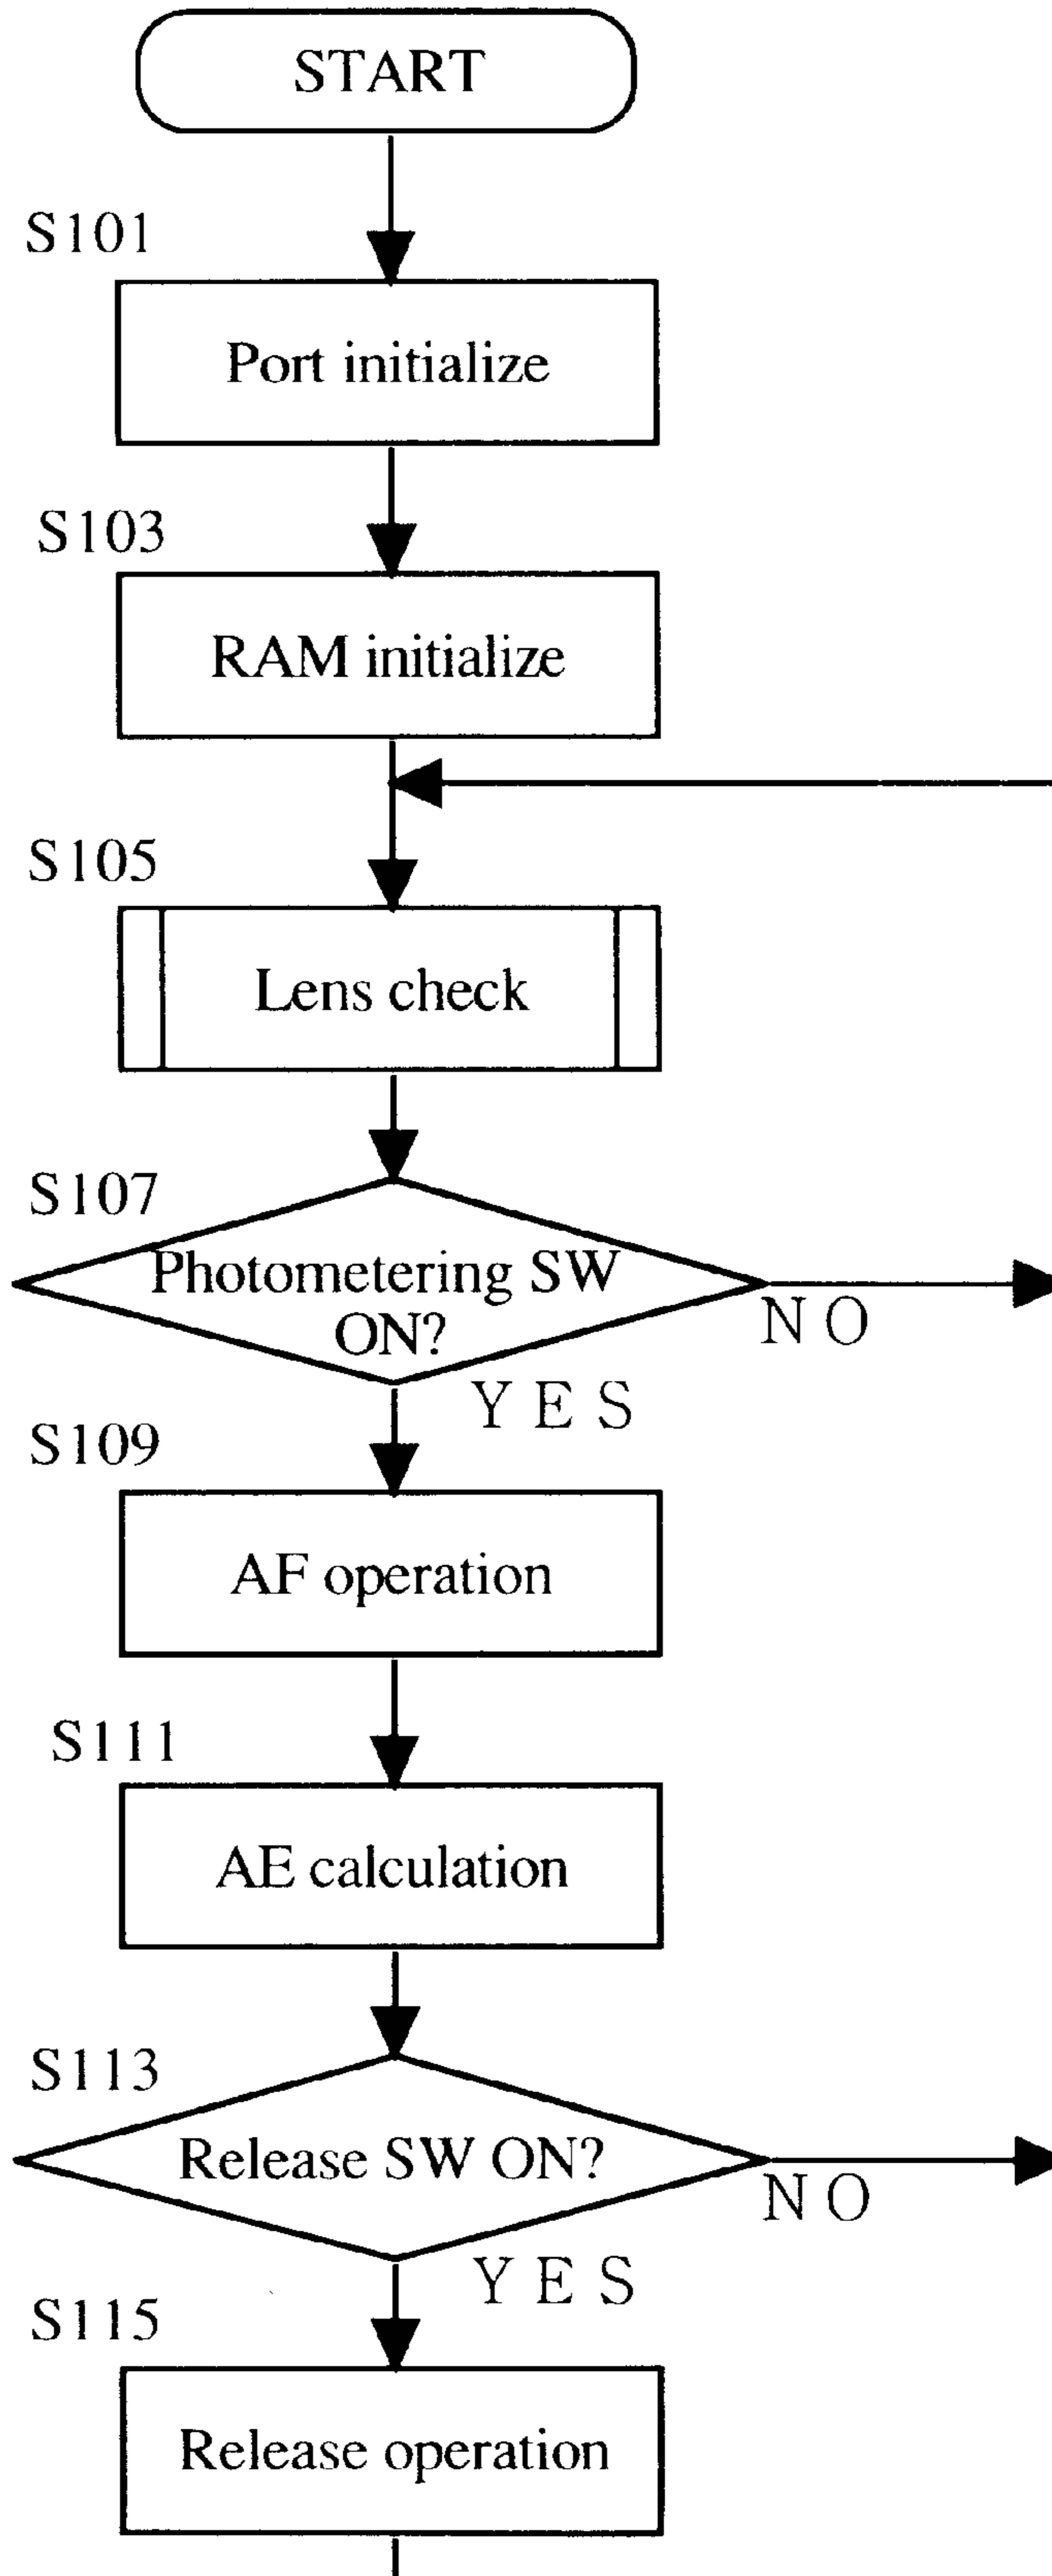 START
S101
Port initialize
S103
RAM initialize
S105
Lens check
S107
Photometering SW
ON?
NO
YES
S109
AF operation
S111
AE calculation
S113
Release SW ON?
NO
YES
S115
Release operation